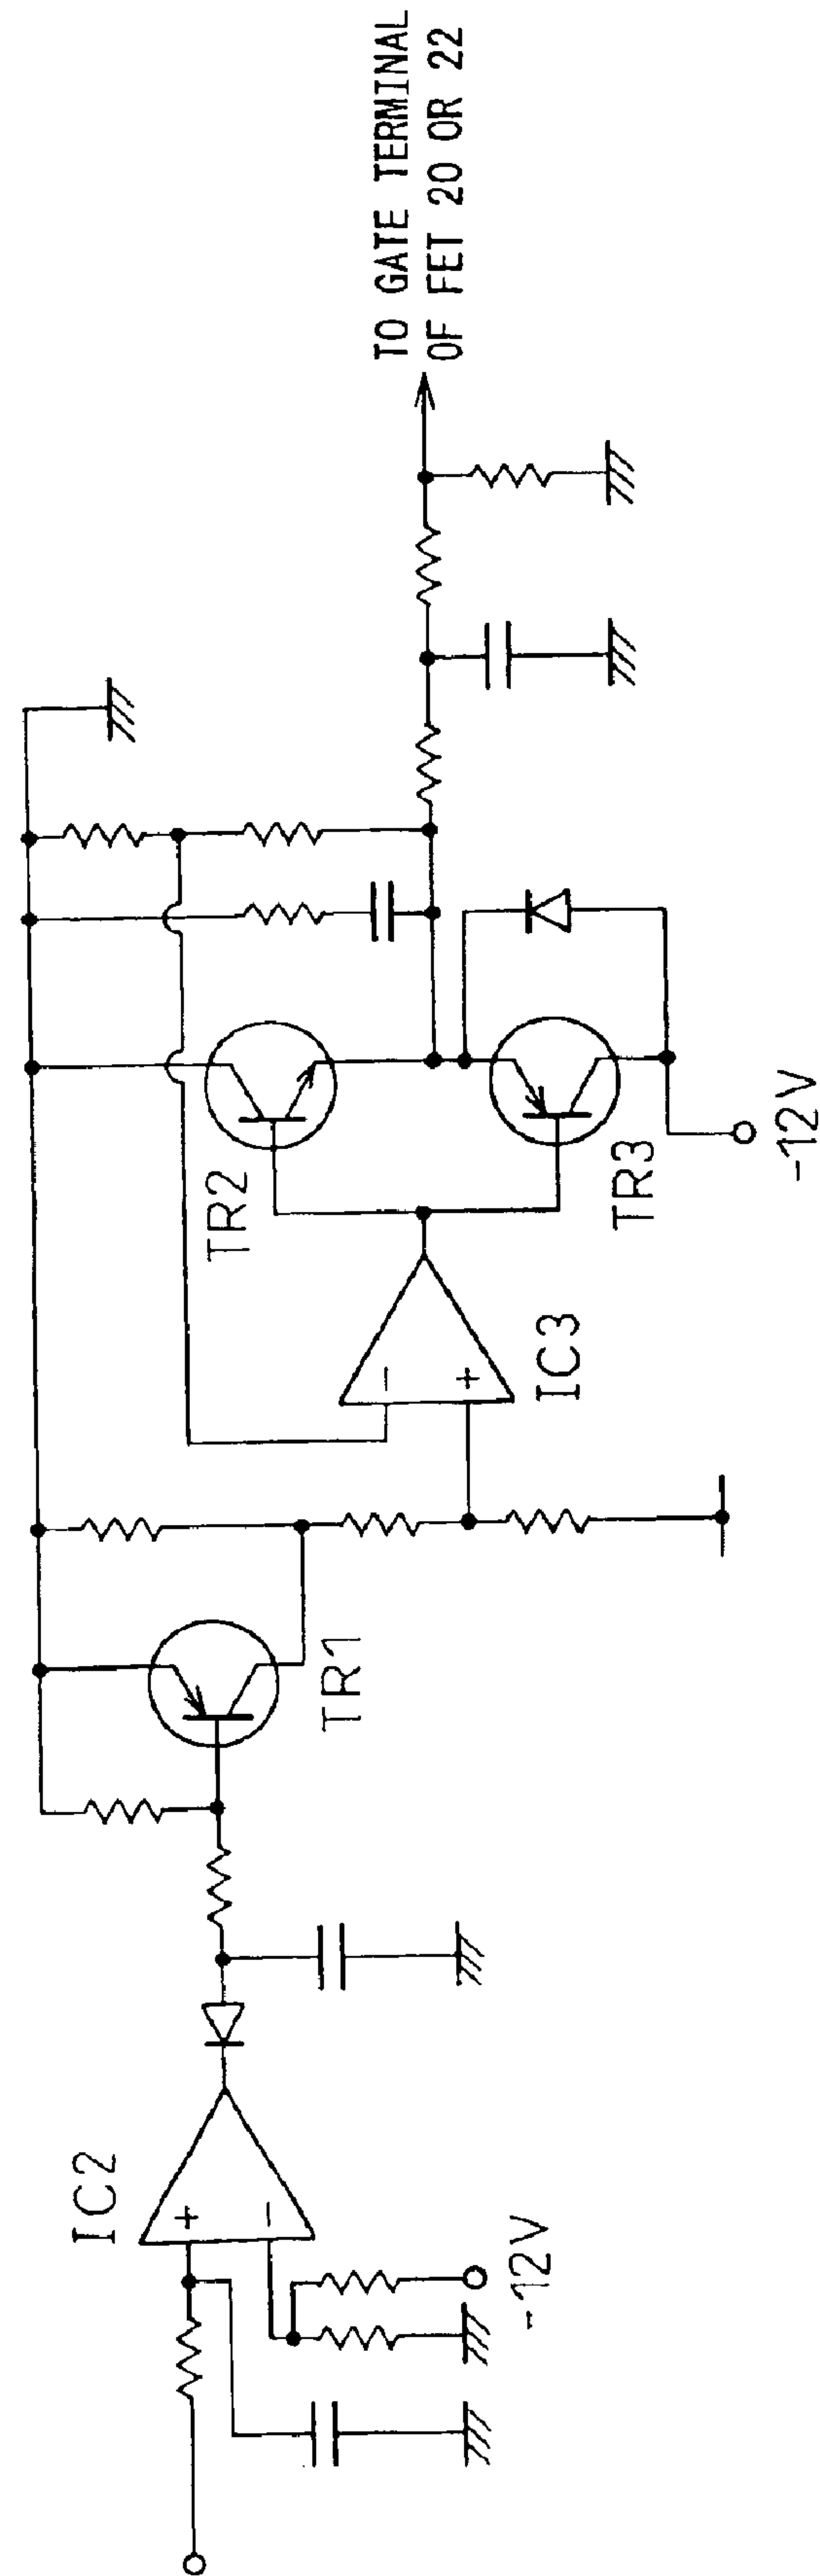 TO GATE TERMINAL
OF FET 20 OR 22
IC2
+
-
-12V
TR1
IC3
-
+
TR2
TR3
-12V